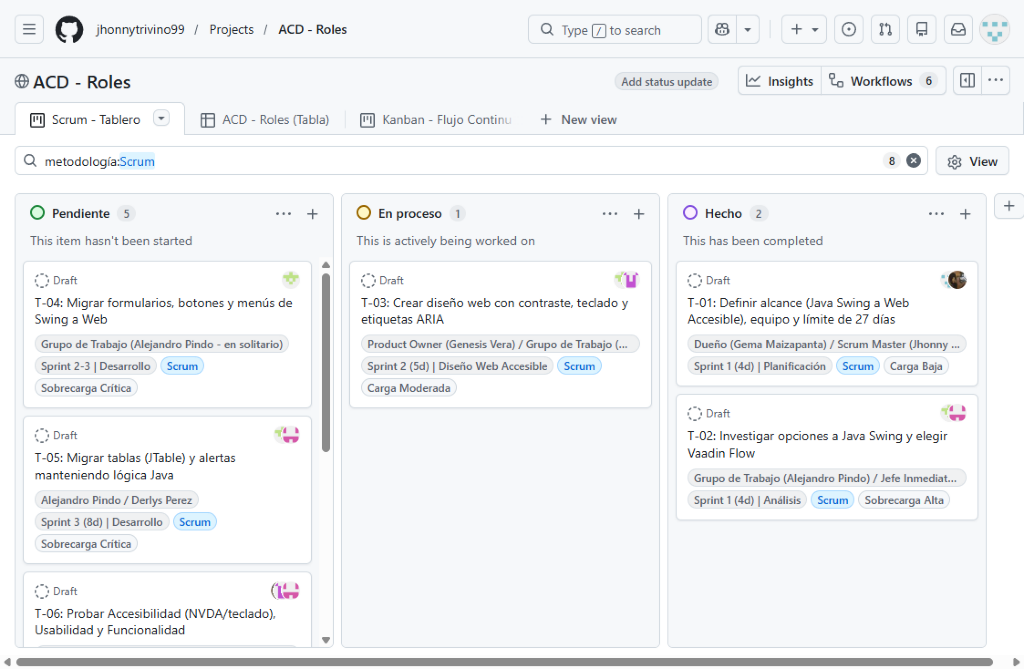 jhonnytrivino99 / Projects / ACD - Roles
Type / to search
ACD - Roles
Add status update
Insights
Workflows 6
Scrum - Tablero
ACD - Roles (Tabla)
Kanban - Flujo Continu
New view
metodología:Scrum
8
View
Pendiente 5
This item hasn't been started
Draft
T-04: Migrar formularios, botones y menús de
Swing a Web
Grupo de Trabajo (Alejandro Pindo - en solitario)
Sprint 2-3 | Desarrollo
Scrum
Sobrecarga Crítica
Draft
T-05: Migrar tablas (JTable) y alertas
manteniendo lógica Java
Alejandro Pindo / Derlys Perez
Sprint 3 (8d) | Desarrollo
Scrum
Sobrecarga Crítica
Draft
T-06: Probar Accesibilidad (NVDA/teclado),
Usabilidad y Funcionalidad
En proceso 1
This is actively being worked on
Draft
T-03: Crear diseño web con contraste, teclado y
etiquetas ARIA
Product Owner (Genesis Vera) / Grupo de Trabajo (...
Sprint 2 (5d) | Diseño Web Accesible
Scrum
Carga Moderada
Hecho 2
This has been completed
Draft
T-01: Definir alcance (Java Swing a Web
Accesible), equipo y límite de 27 días
Dueño (Gema Maizapanta) / Scrum Master (Jhonny ...
Sprint 1 (4d) | Planificación
Scrum
Carga Baja
Draft
T-02: Investigar opciones a Java Swing y elegir
Vaadin Flow
Grupo de Trabajo (Alejandro Pindo) / Jefe Inmediat...
Sprint 1 (4d) | Análisis
Scrum
Sobrecarga Alta